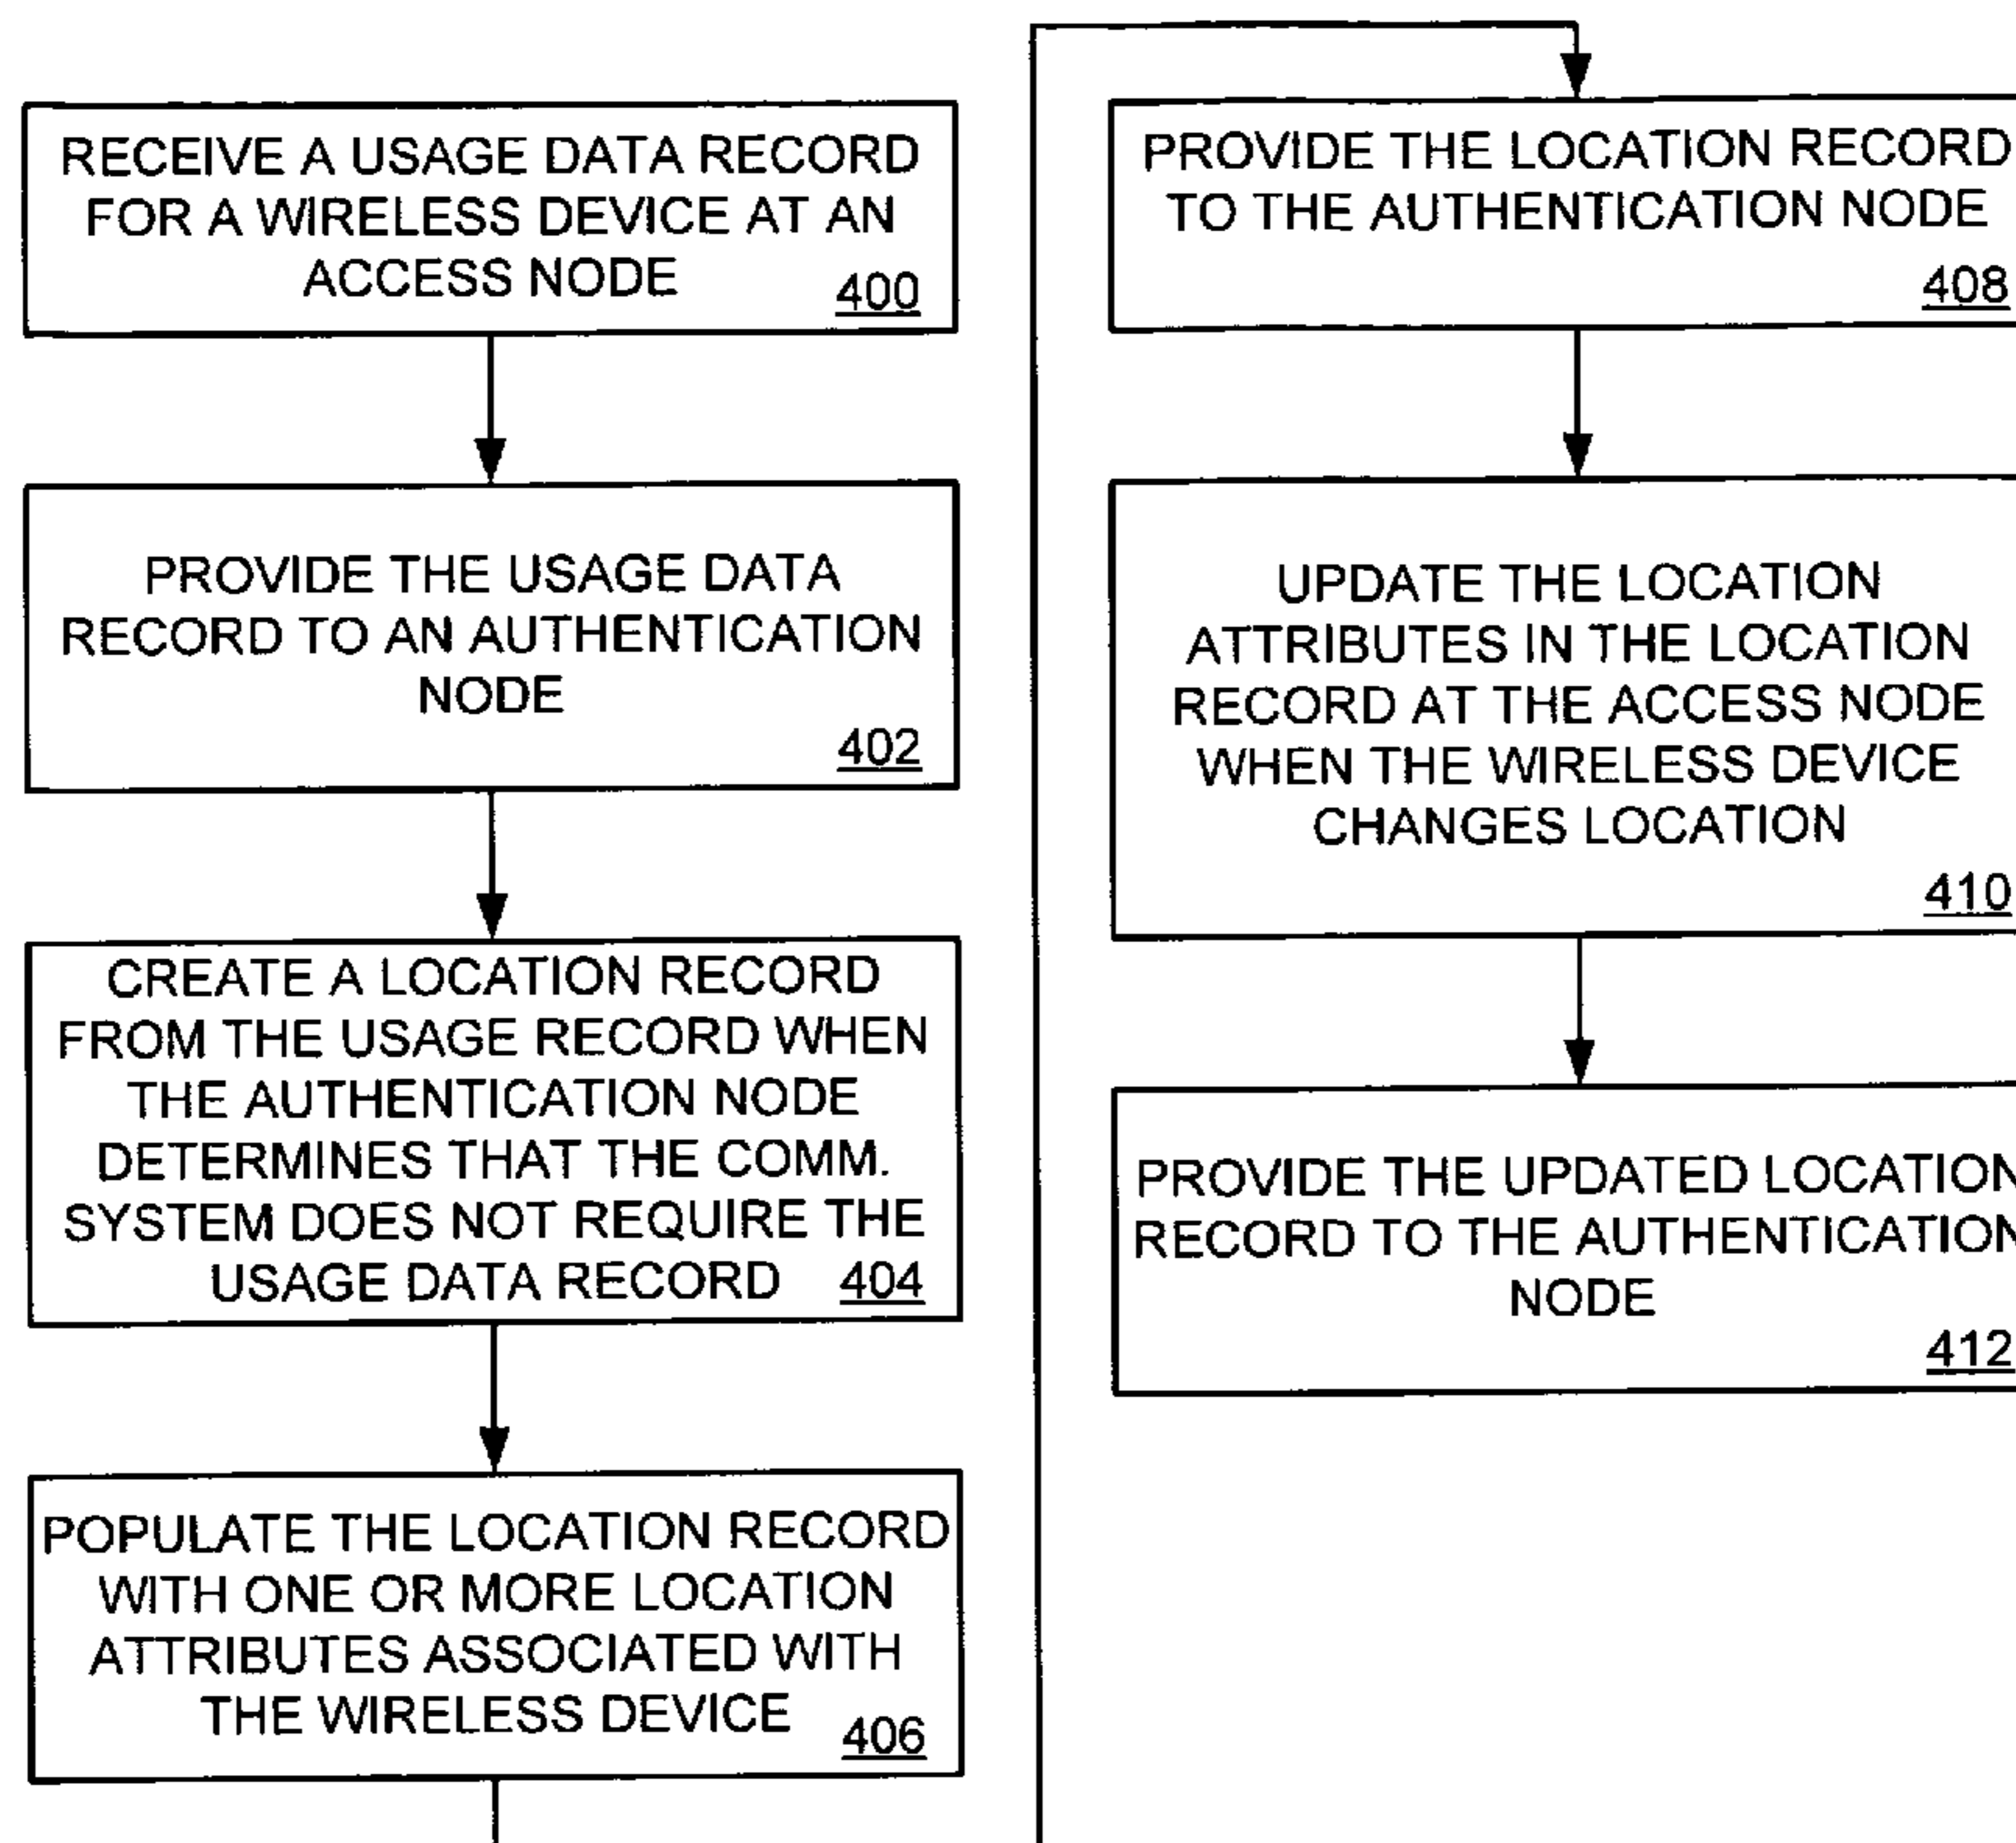 RECEIVE A USAGE DATA RECORD
FOR A WIRELESS DEVICE AT AN
ACCESS NODE
400
PROVIDE THE USAGE DATA
RECORD TO AN AUTHENTICATION
NODE
402
CREATE A LOCATION RECORD
FROM THE USAGE RECORD WHEN
THE AUTHENTICATION NODE
DETERMINES THAT THE COMM.
SYSTEM DOES NOT REQUIRE THE
USAGE DATA RECORD 404
POPULATE THE LOCATION RECORD
WITH ONE OR MORE LOCATION
ATTRIBUTES ASSOCIATED WITH
THE WIRELESS DEVICE 406
PROVIDE THE LOCATION RECORD
TO THE AUTHENTICATION NODE
408
UPDATE THE LOCATION
ATTRIBUTES IN THE LOCATION
RECORD AT THE ACCESS NODE
WHEN THE WIRELESS DEVICE
CHANGES LOCATION
410
PROVIDE THE UPDATED LOCATION
RECORD TO THE AUTHENTICATION
NODE
412